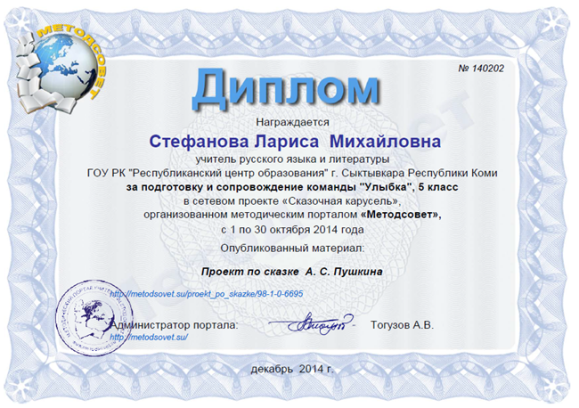 МЕТОДСОВЕТ
№ 140202
Диплом
Награждается
Стефанова Лариса Михайловна
учитель русского языка и литературы
ГОУ РК "Республиканский центр образования" г. Сыктывкара Республики Коми
за подготовку и сопровождение команды "Улыбка", 5 класс
в сетевом проекте «Сказочная карусель»,
организованном методическим порталом «Методсовет»,
с 1 по 30 октября 2014 года
Опубликованный материал:
Проект по сказке А. С. Пушкина
http://metodsovet.su/proekt_po_skazke/98-1-0-6695
Администратор портала: Тогузов А.В.
http://metodsovet.su/
декабрь 2014 г.